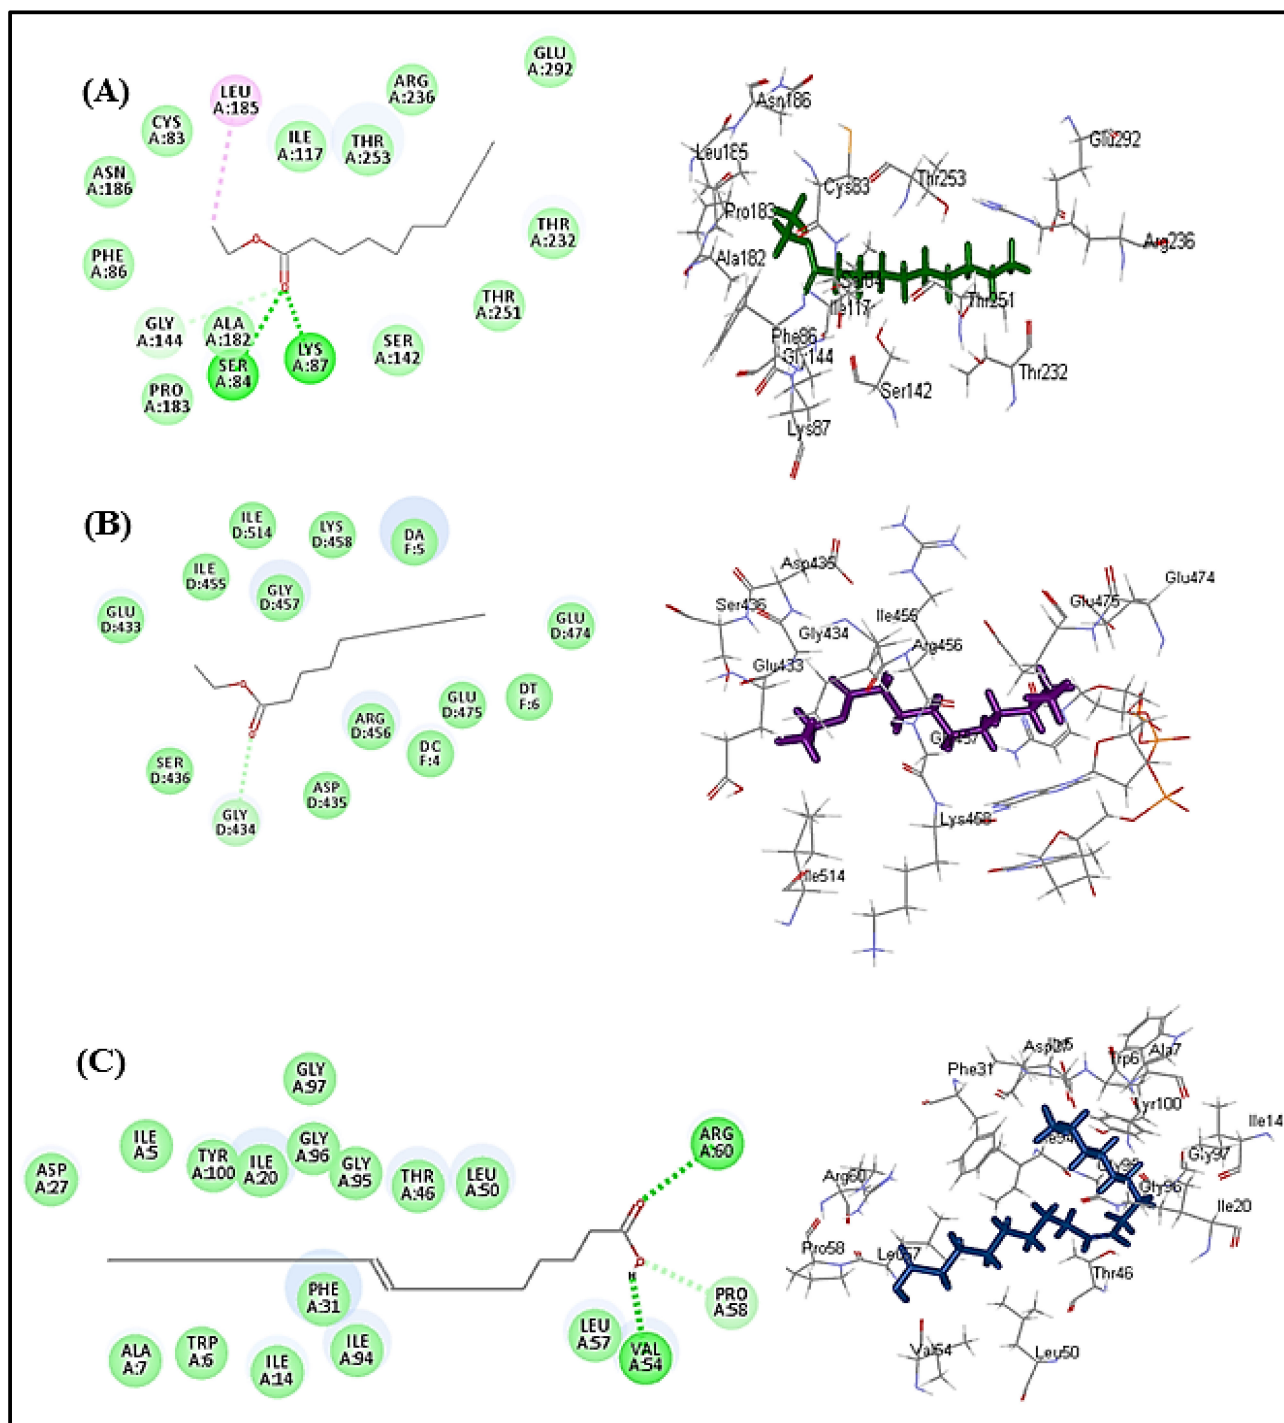 (A)
LEU
A:185
CYS
A:83
ASN
A:186
PHE
A:86
GLY
A:144
ALA
A:182
PRO
A:183
SER
A:84
LYS
A:87
SER
A:142
ILE
A:117
THR
A:253
ARG
A:236
GLU
A:292
THR
A:232
THR
A:251
Asn186
Leu185
Pro183
Ala182
Cys83
Thr253
Glu292
Arg236
Ile117
Thr251
Phe86
Gly144
Ser142
Thr232
Lys87
(B)
ILE
D:514
LYS
D:458
DA
F:5
ILE
D:455
GLY
D:457
GLU
D:433
GLU
D:474
GLU
D:475
DT
F:6
ARG
D:456
DC
F:4
SER
D:436
ASP
D:435
GLY
D:434
Asp435
Ser436
Gly434
Ile455
Glu433
Arg456
Glu474
Glu475
Lys458
Ile514
(C)
GLY
A:97
ILE
A:5
ASP
A:27
TYR
A:100
ILE
A:20
GLY
A:96
GLY
A:95
THR
A:46
LEU
A:50
ARG
A:60
H
PHE
A:31
PRO
A:58
ALA
A:7
TRP
A:6
ILE
A:14
ILE
A:94
LEU
A:57
VAL
A:54
Phe31
Trp6
Ala7
Tyr100
Ile14
Gly97
Gly96
Ile20
Arg60
Pro58
Leu57
Thr46
Val54
Leu50